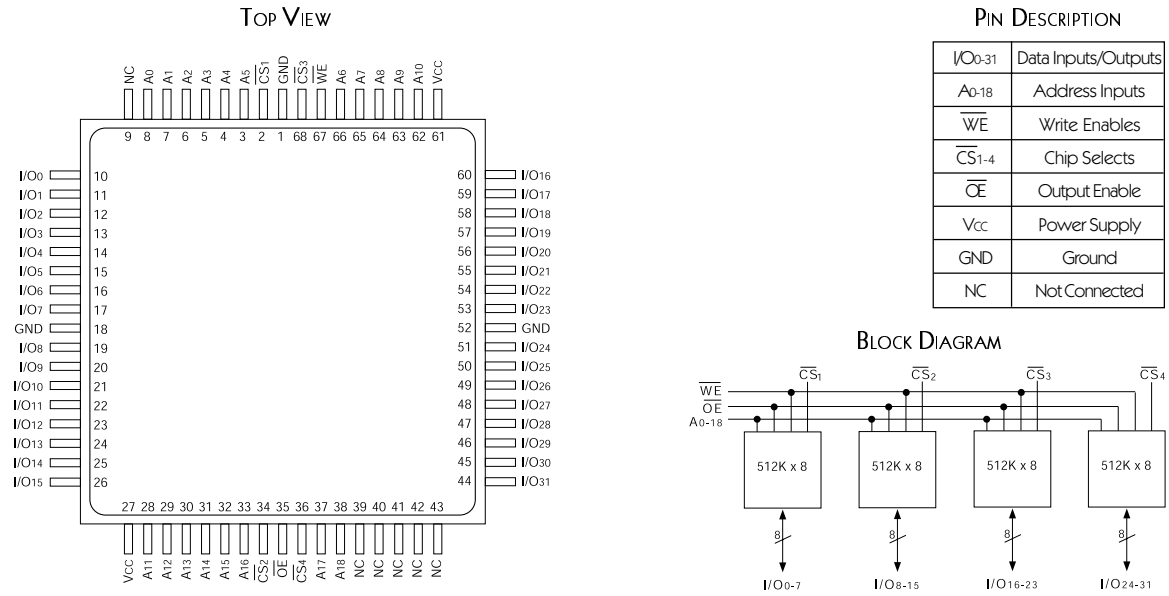 TOP VIEW
NC A0 A1 A2 A3 A4 A5 CS1 GND CS3 WE A6 A7 A8 A9 A10 VCC
9 8 7 6 5 4 3 2 1 68 67 66 65 64 63 62 61
I/O0 10 60 I/O16
I/O1 11 59 I/O17
I/O2 12 58 I/O18
I/O3 13 57 I/O19
I/O4 14 56 I/O20
I/O5 15 55 I/O21
I/O6 16 54 I/O22
I/O7 17 53 I/O23
GND 18 52 GND
I/O8 19 51 I/O24
I/O9 20 50 I/O25
I/O10 21 49 I/O26
I/O11 22 48 I/O27
I/O12 23 47 I/O28
I/O13 24 46 I/O29
I/O14 25 45 I/O30
I/O15 26 44 I/O31
27 28 29 30 31 32 33 34 35 36 37 38 39 40 41 42 43
VCC A11 A12 A13 A14 A15 A16 CS2 OE CS4 A17 A18 NC NC NC NC NC
PIN DESCRIPTION
I/O0-31 Data Inputs/Outputs
A0-18 Address Inputs
WE Write Enables
CS1-4 Chip Selects
OE Output Enable
VCC Power Supply
GND Ground
NC Not Connected
BLOCK DIAGRAM
CS1 CS2 CS3 CS4
WE
OE
A0-18
512K x 8 512K x 8 512K x 8 512K x 8
8 8 8 8
I/O0-7 I/O8-15 I/O16-23 I/O24-31